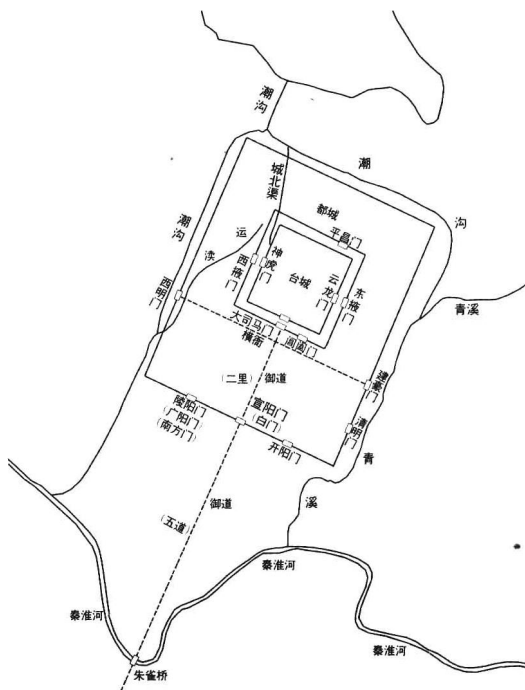 潮沟
潮
沟
城北渠
潮沟
都城
平昌门
运
渎
神虎门
西掖门
台城
云龙门
东掖门
青溪
西明门
大司马门
横街
阊阖门
建春门
(二里)
御道
陵阳门
(广阳门)
(南方门)
宣阳门
(白门)
清明门
开阳门
青
溪
御道
(五道)
秦淮河
秦淮河
秦淮河
朱雀桥